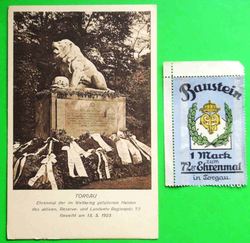 TORGAU
Ehrenmal der im Weltkrieg gefallenen Helden
des aktiven, Reserve- und Landwehr-Regiments 72
Geweiht am 13. 5. 1923
Baustein
1 Mark
zum
72er Ehrenmal
in Torgau